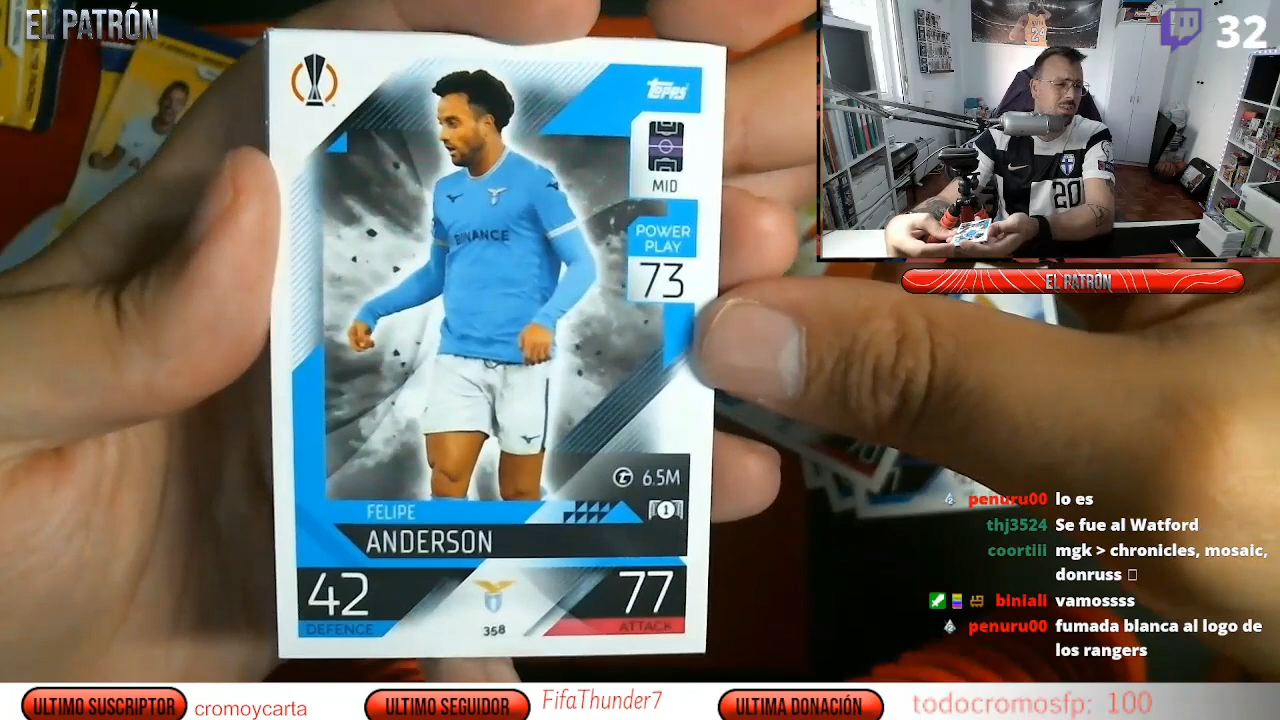 EL PATRÓN
32
24
20
EL PATRÓN
Topps
MID
POWER
PLAY
73
BINANCE
6.5M
1
FELIPE
ANDERSON
42
77
DEFENCE
ATTACK
358
penuru00 lo es
thj3524 Se fue al Watford
coortiii mgk > chronicles, mosaic,
donruss
biniali vamossss
penuru00 fumada blanca al logo de
los rangers
ULTIMO SUSCRIPTOR cromoycarta
ULTIMO SEGUIDOR FifaThunder7
ULTIMA DONACIÓN todocromosfp: 100